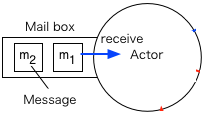 Mail box
receive
m2
m1
Actor
Message